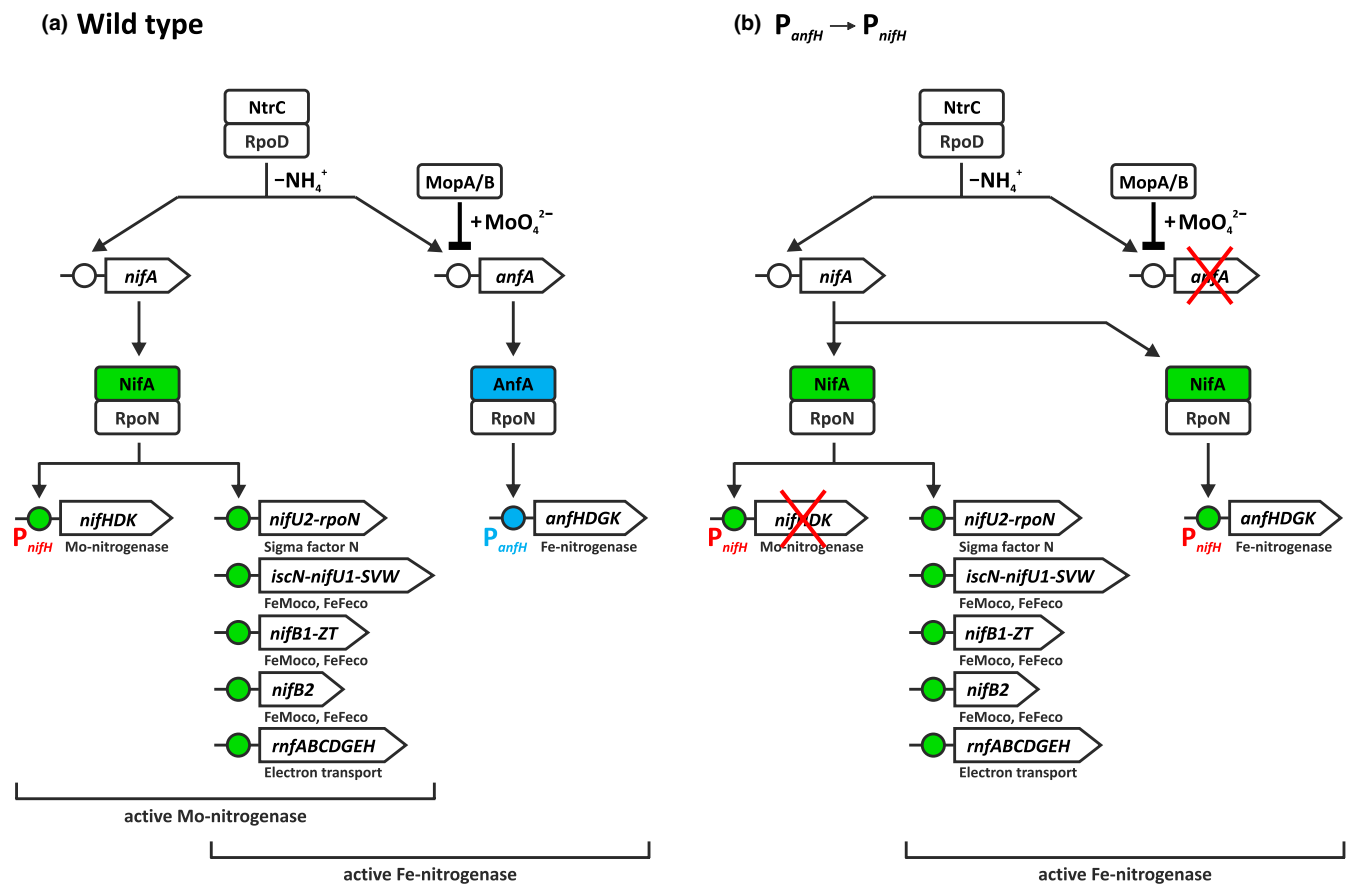 (a) Wild type
NtrC
RpoD
−NH₄⁺
MopA/B
+MoO₄²⁻
nifA
anfA
NifA
RpoN
AnfA
RpoN
PnifH
nifHDK
Mo-nitrogenase
nifU2-rpoN
Sigma factor N
PanfH
anfHDGK
Fe-nitrogenase
iscN-nifU1-SVW
FeMoco, FeFeco
nifB1-ZT
FeMoco, FeFeco
nifB2
FeMoco, FeFeco
rnfABCDGEH
Electron transport
active Mo-nitrogenase
active Fe-nitrogenase
(b) PanfH → PnifH
NtrC
RpoD
−NH₄⁺
MopA/B
+MoO₄²⁻
nifA
anfA
NifA
RpoN
NifA
RpoN
PnifH
nifHDK
Mo-nitrogenase
nifU2-rpoN
Sigma factor N
PnifH
anfHDGK
Fe-nitrogenase
iscN-nifU1-SVW
FeMoco, FeFeco
nifB1-ZT
FeMoco, FeFeco
nifB2
FeMoco, FeFeco
rnfABCDGEH
Electron transport
active Fe-nitrogenase